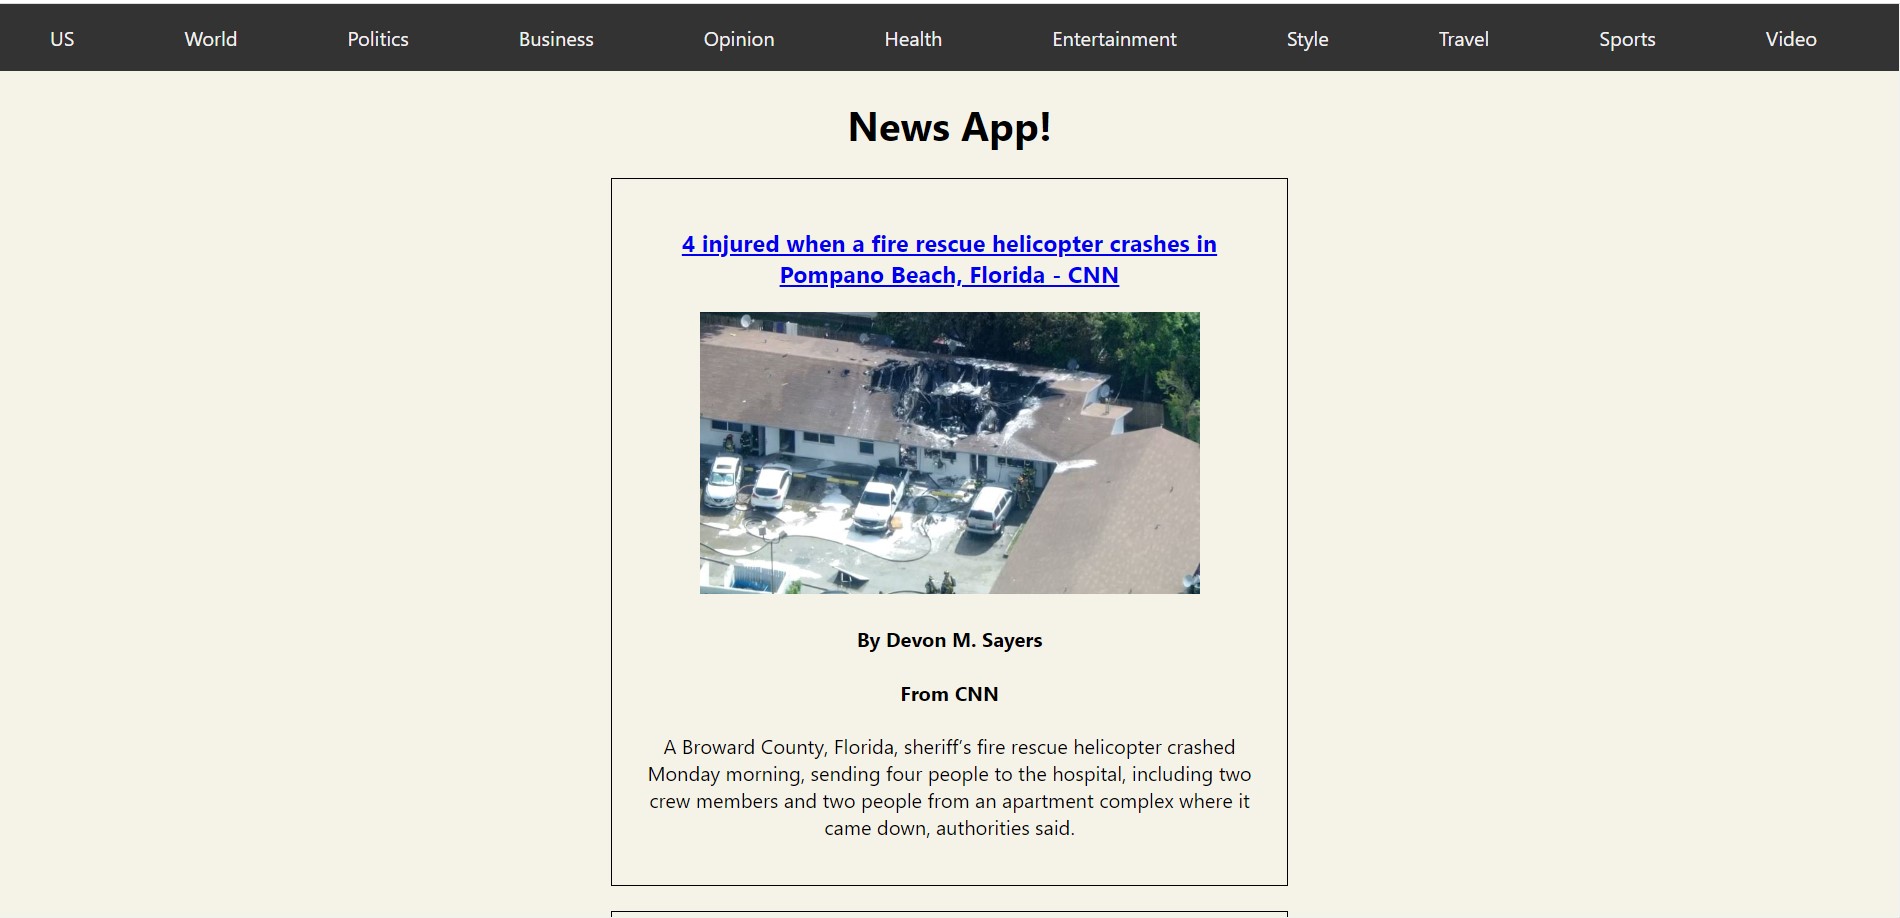 US World Politics Business Opinion Health Entertainment Style Travel Sports Video
News App!
4 injured when a fire rescue helicopter crashes in
Pompano Beach, Florida - CNN
By Devon M. Sayers
From CNN
A Broward County, Florida, sheriff’s fire rescue helicopter crashed
Monday morning, sending four people to the hospital, including two
crew members and two people from an apartment complex where it
came down, authorities said.